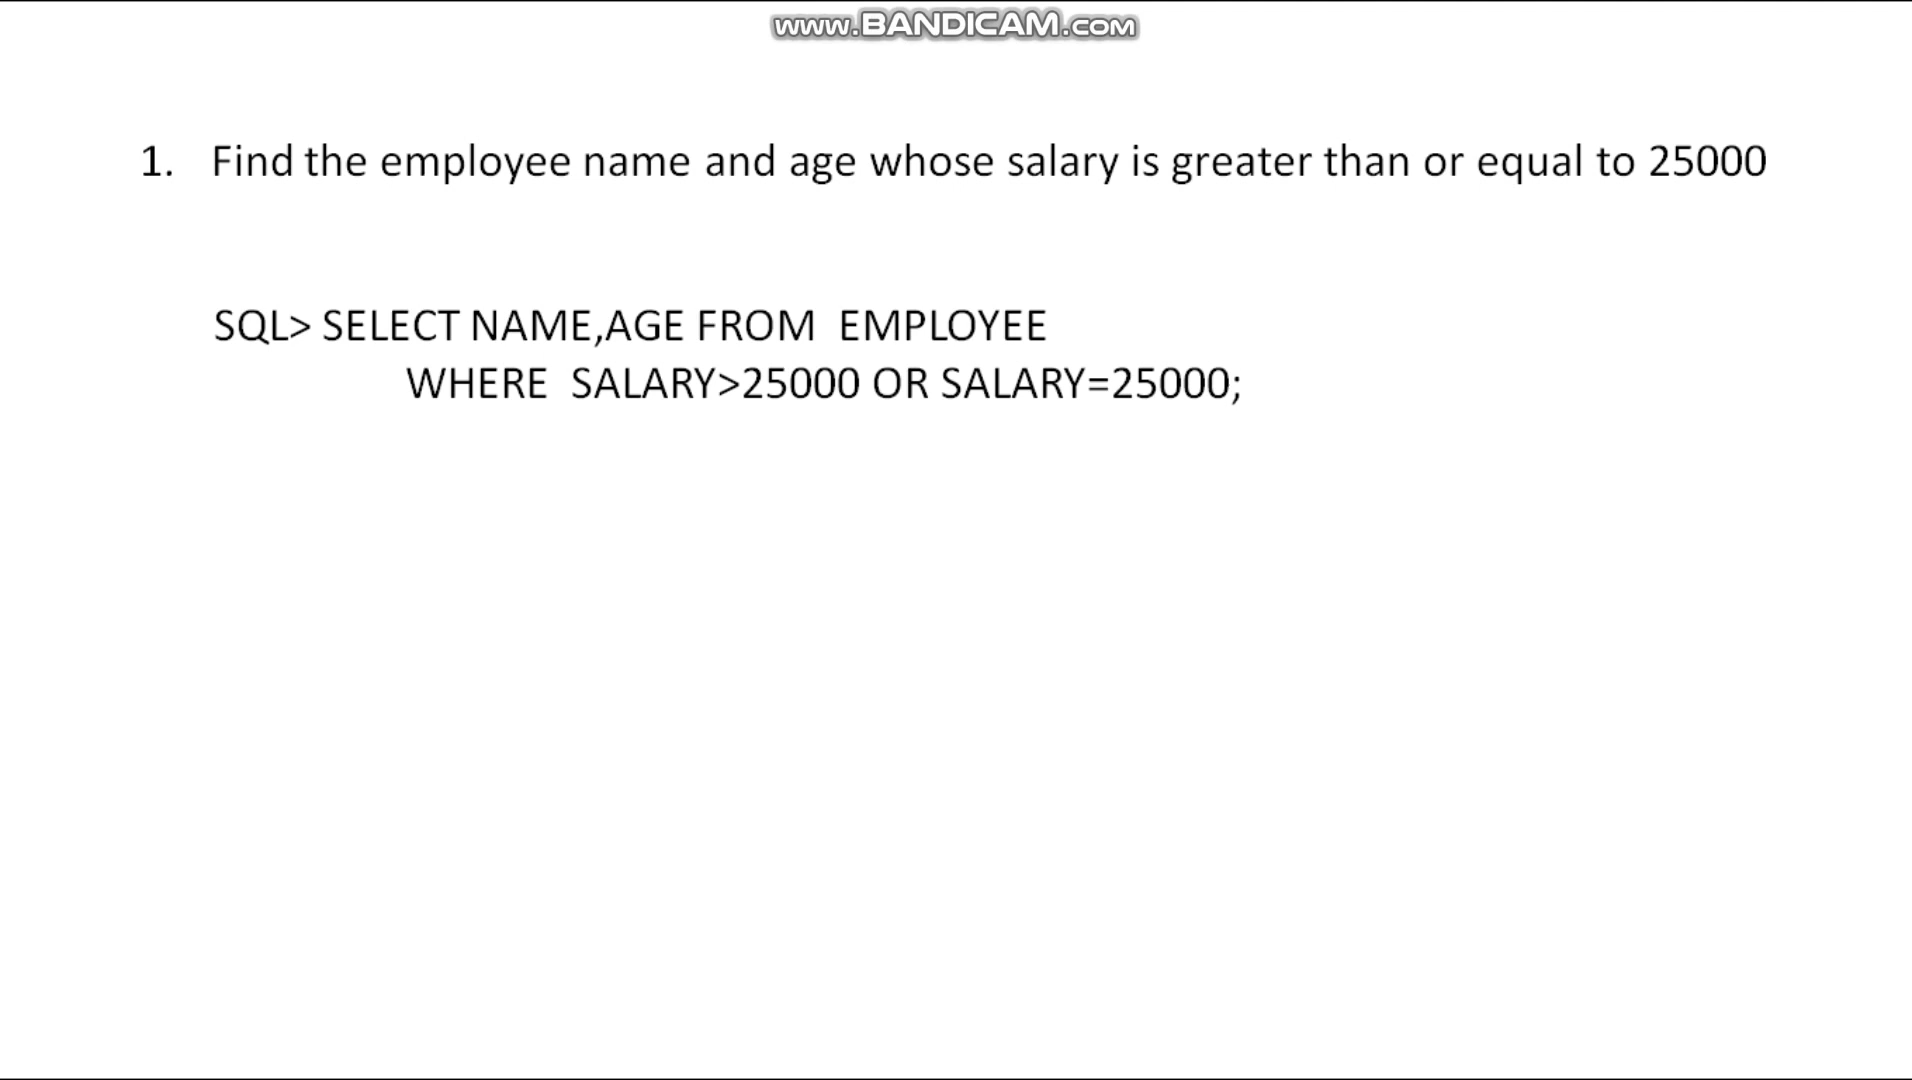 www.BANDICAM.com
1. Find the employee name and age whose salary is greater than or equal to 25000
SQL> SELECT NAME,AGE FROM  EMPLOYEE
WHERE  SALARY>25000 OR SALARY=25000;